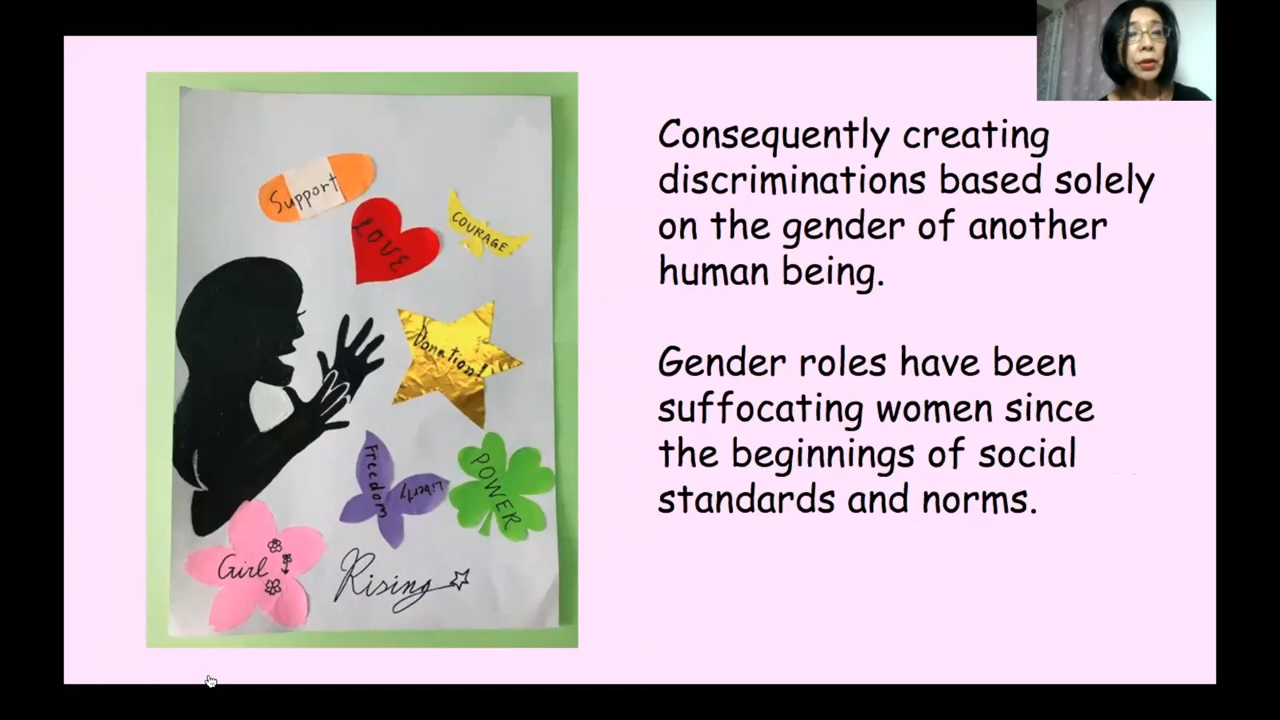 Support
LOVE
COURAGE
Donation!
Freedom
Liberty
POWER
Girl
Rising
Consequently creating
discriminations based solely
on the gender of another
human being.
Gender roles have been
suffocating women since
the beginnings of social
standards and norms.